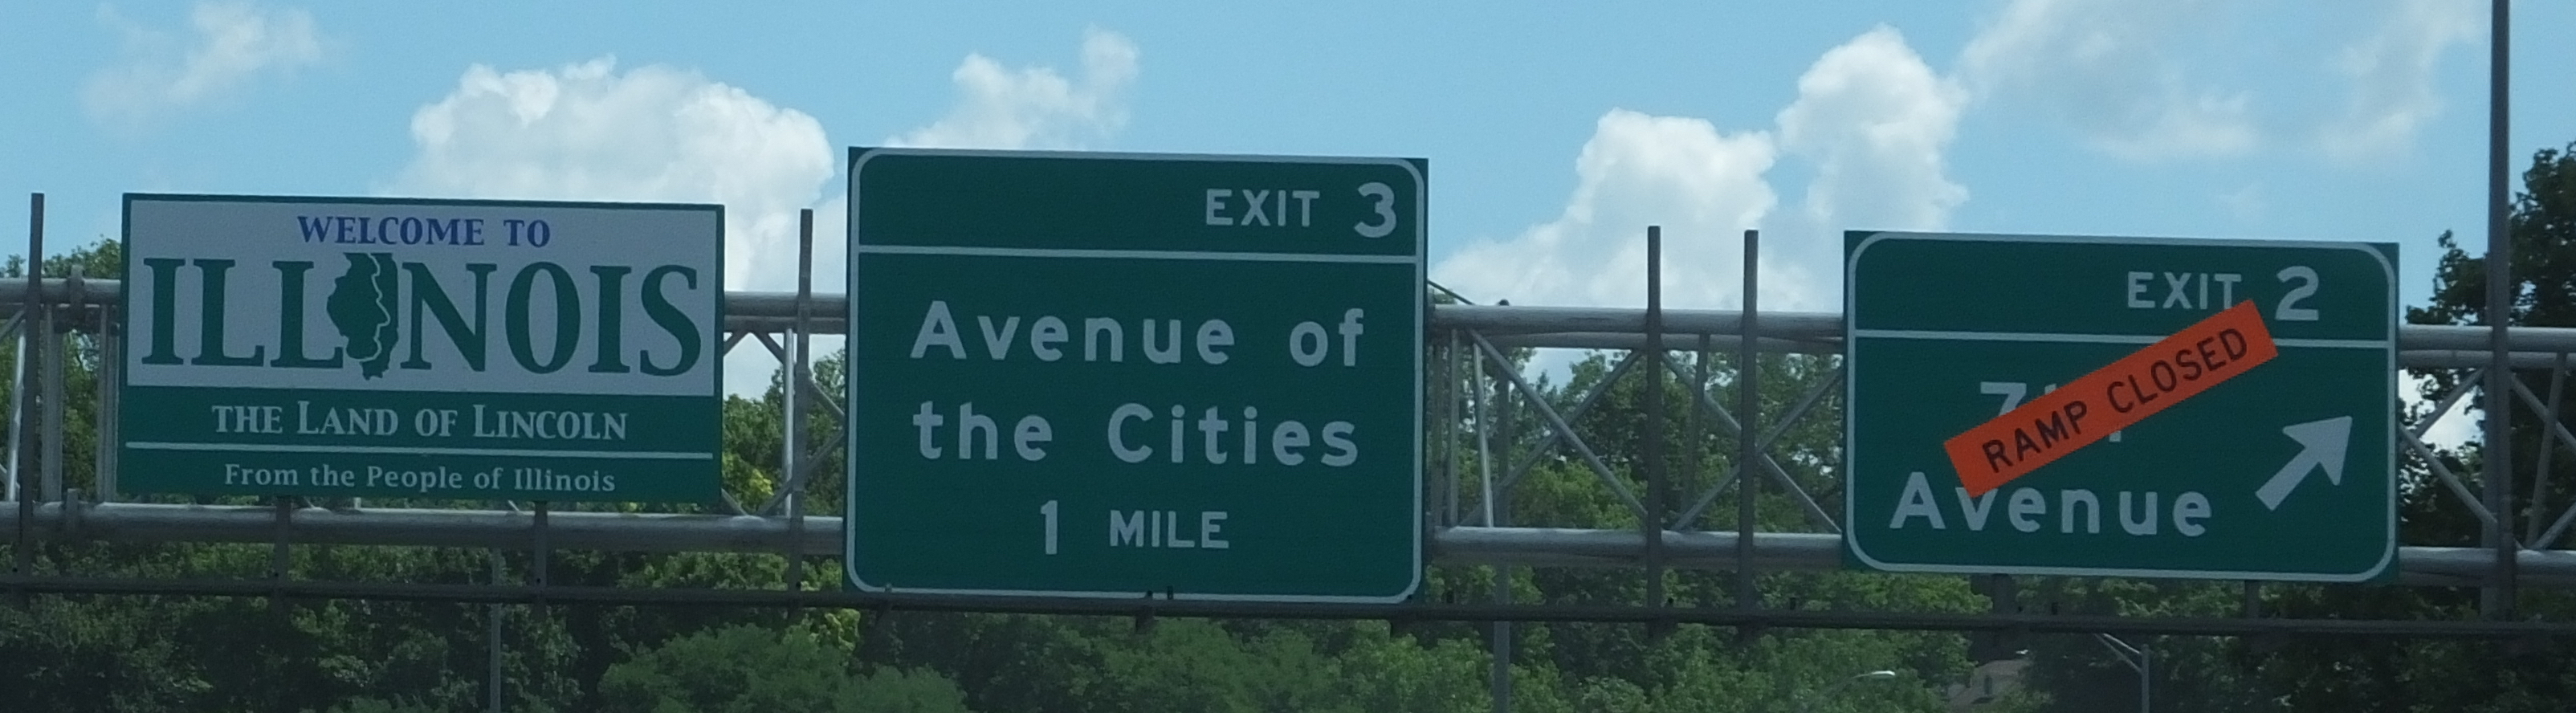 WELCOME TO
ILLINOIS
THE LAND OF LINCOLN
From the People of Illinois
EXIT 3
Avenue of
the Cities
1 MILE
EXIT 2
RAMP CLOSED
Avenue